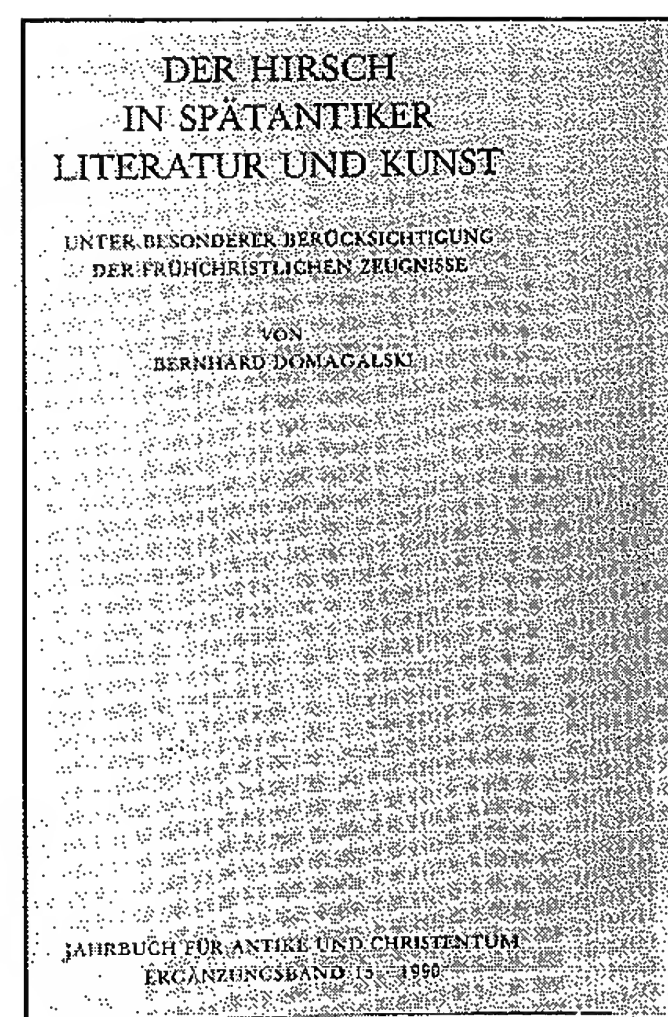 DER HIRSCH
IN SPÄTANTIKER
LITERATUR UND KUNST
UNTER BESONDERER BERÜCKSICHTIGUNG
DER FRÜHCHRISTLICHEN ZEUGNISSE
VON
BERNHARD DOMAGALSKI
JAHRBUCH FÜR ANTIKE UND CHRISTENTUM
ERGÄNZUNGSBAND 15 · 1990